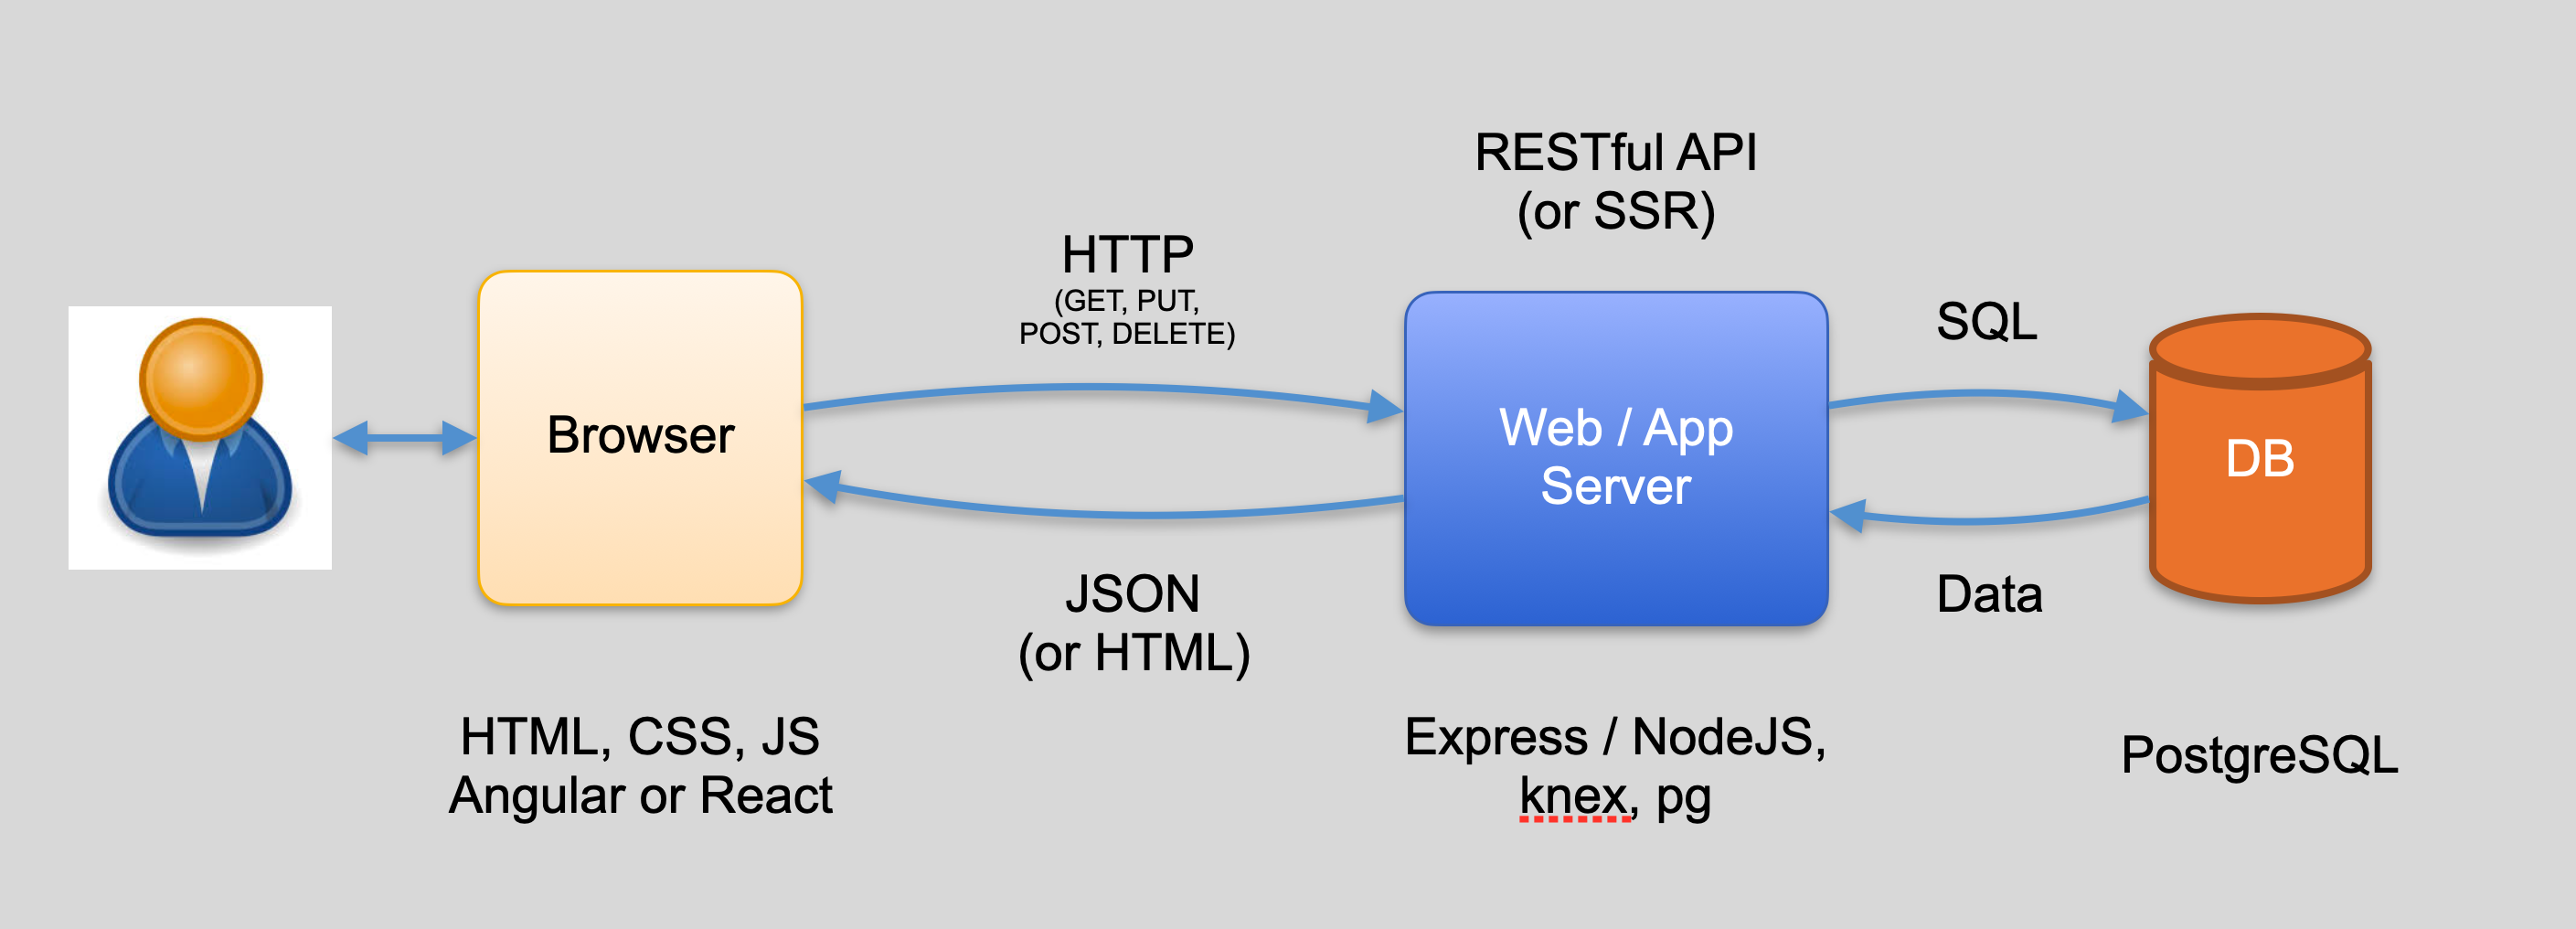 RESTful API
(or SSR)
HTTP
(GET, PUT,
POST, DELETE)
SQL
Browser
Web / App
Server
DB
JSON
(or HTML)
Data
HTML, CSS, JS
Angular or React
Express / NodeJS,
knex, pg
PostgreSQL